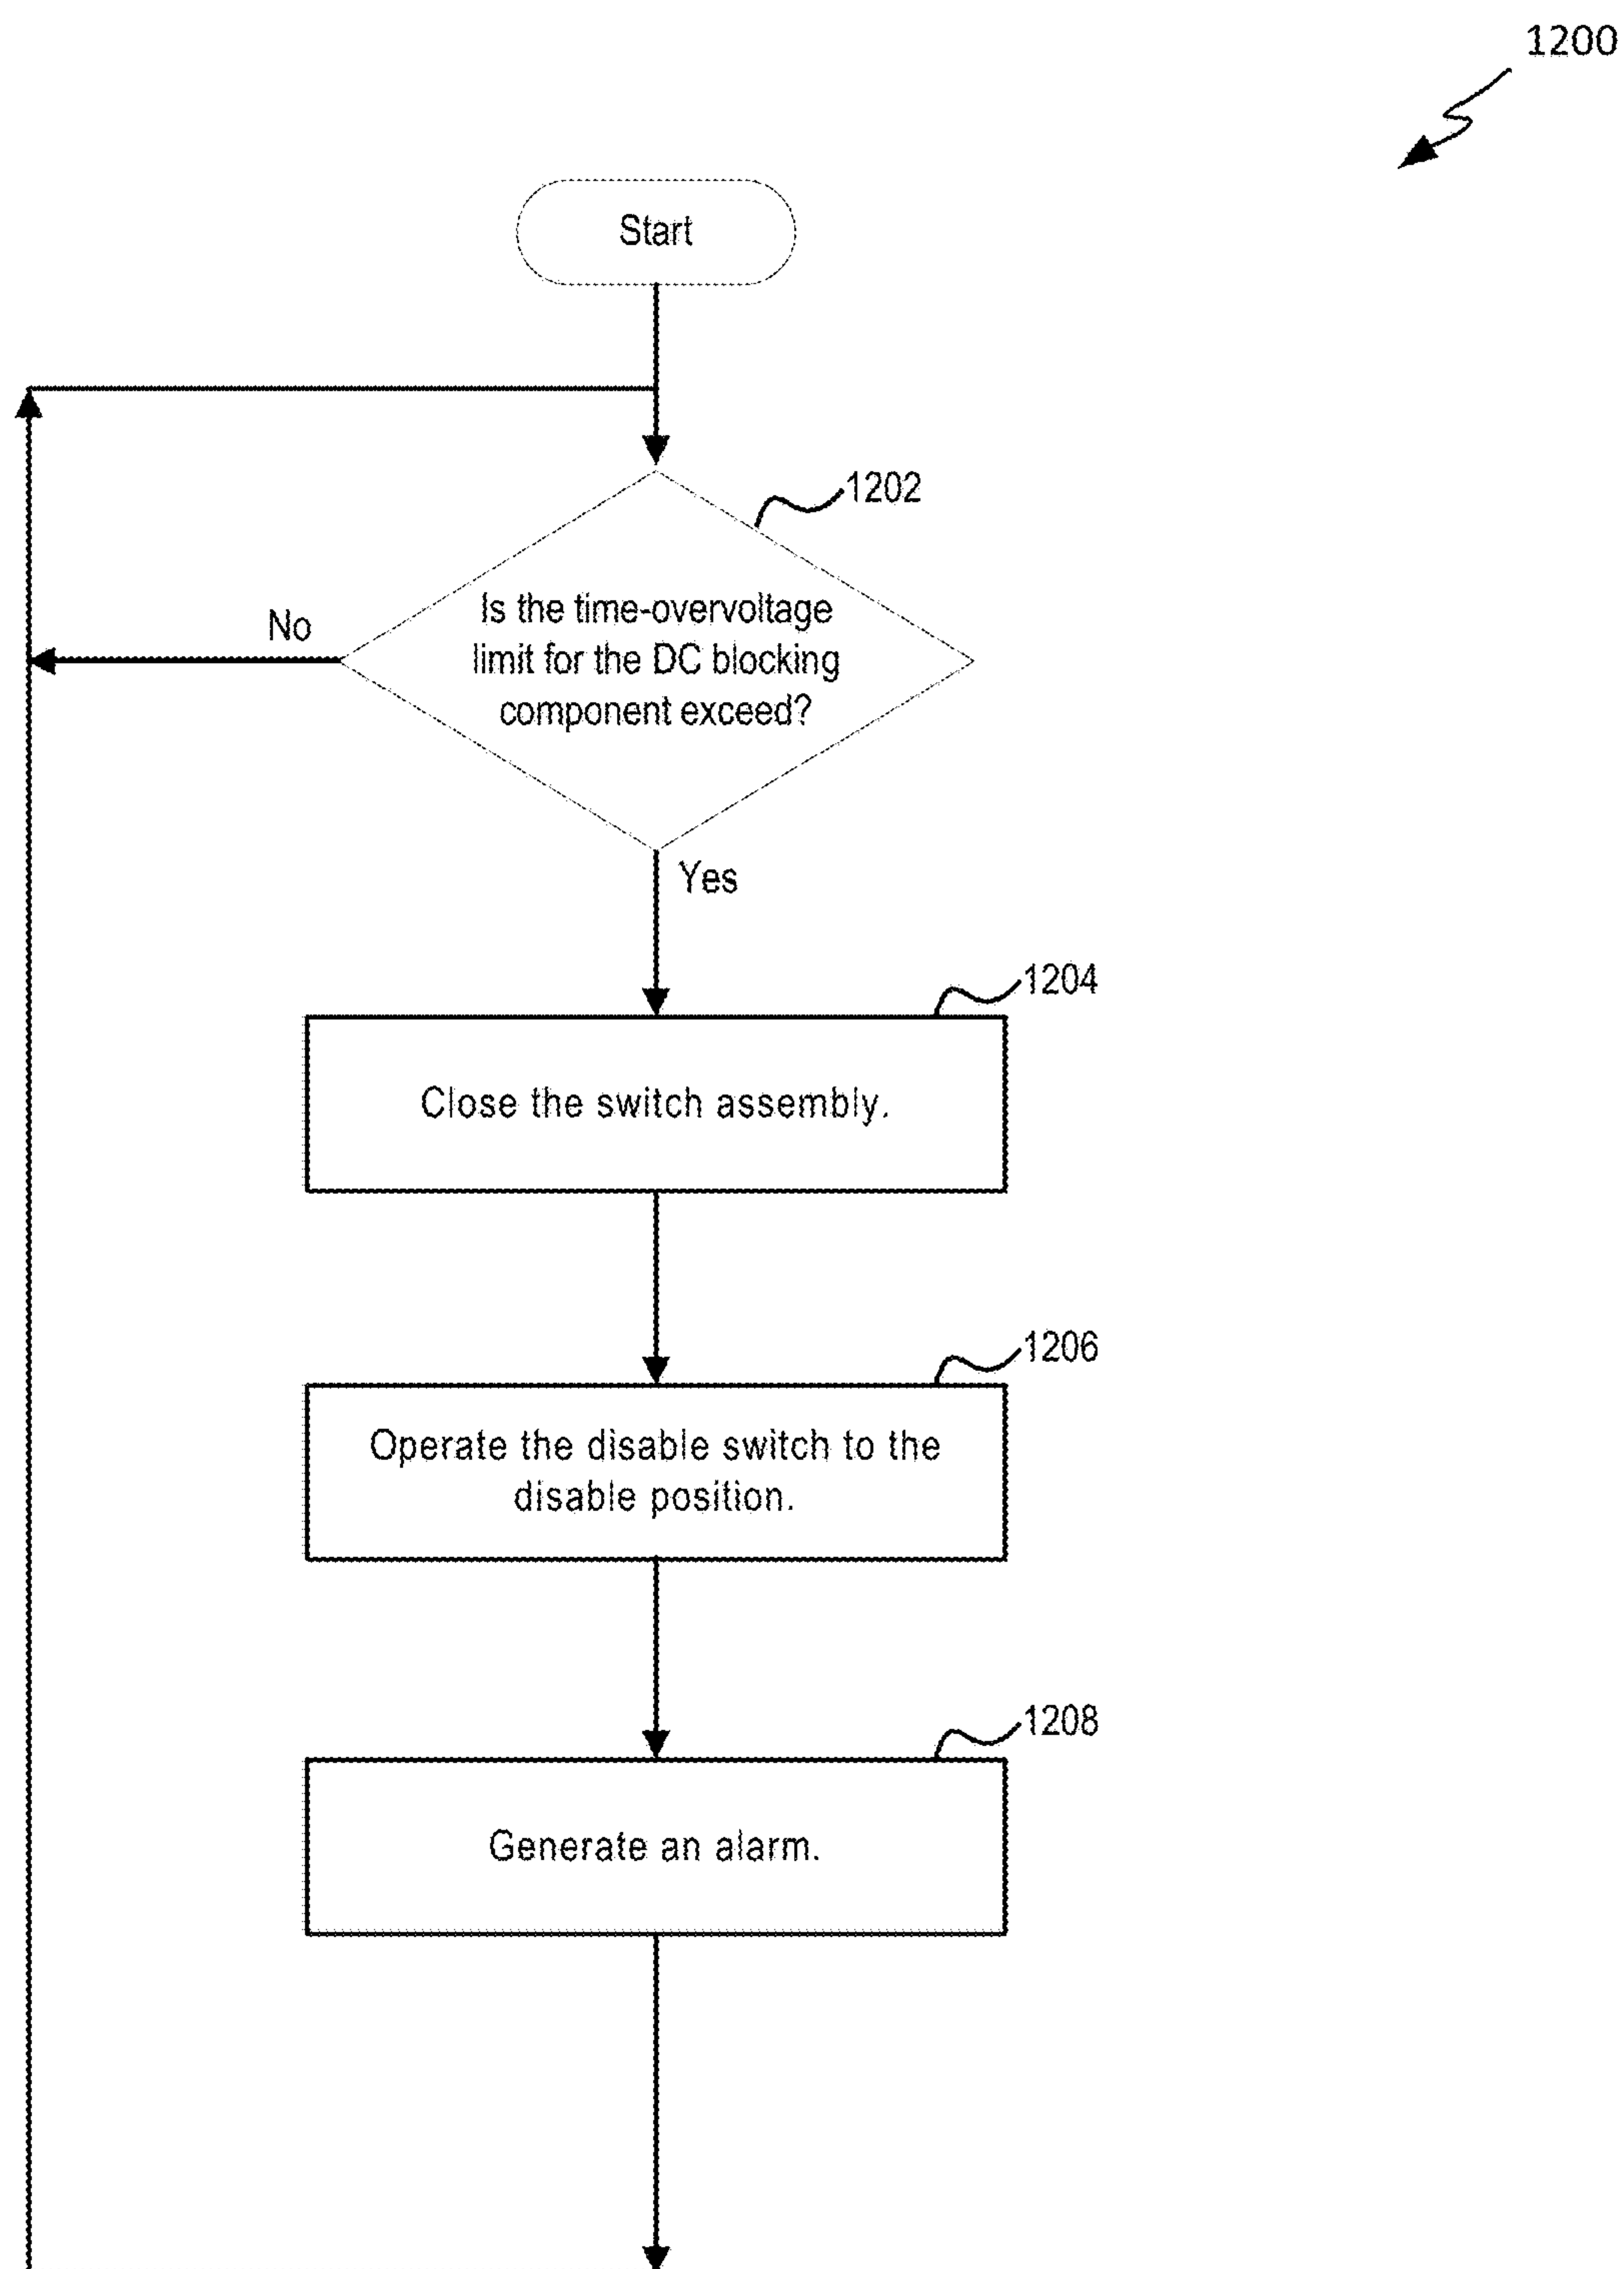 1200
Start
1202
Is the time-overvoltage
limit for the DC blocking
component exceed?
No
Yes
1204
Close the switch assembly.
1206
Operate the disable switch to the
disable position.
1208
Generate an alarm.